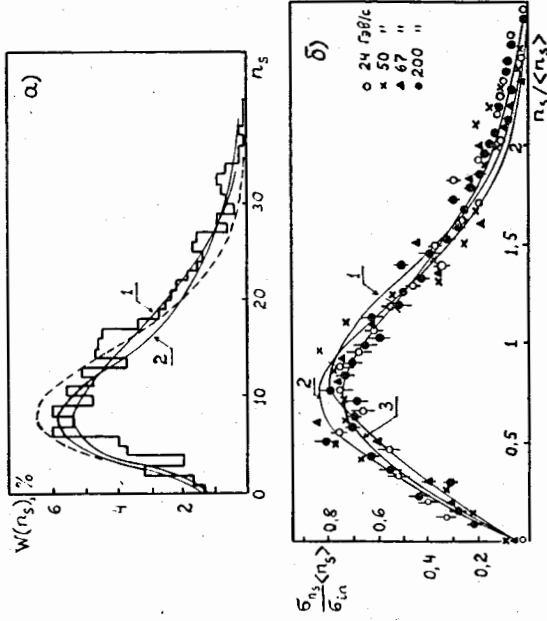 а)
W(n_s), %
6
4
2
0
10
20
30
n_s
1
2
б)
σ_{n_s}/σ_{in} <n_s>
0,8
0,6
0,4
0,2
0,5
1
1,5
2
n_s/<n_s>
1
2
3
○ 24 ГэВ/с
× 50 "
▲ 67 "
● 200 "